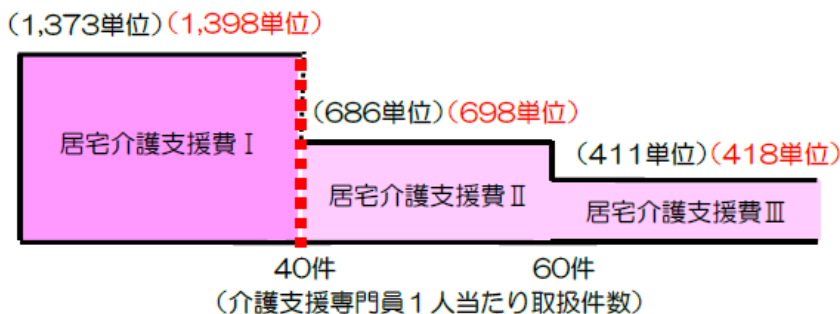 (1,373単位)(1,398単位)
(686単位)(698単位)
居宅介護支援費Ⅰ
(411単位)(418単位)
居宅介護支援費Ⅱ
居宅介護支援費Ⅲ
40件
60件
(介護支援専門員1人当たり取扱件数)